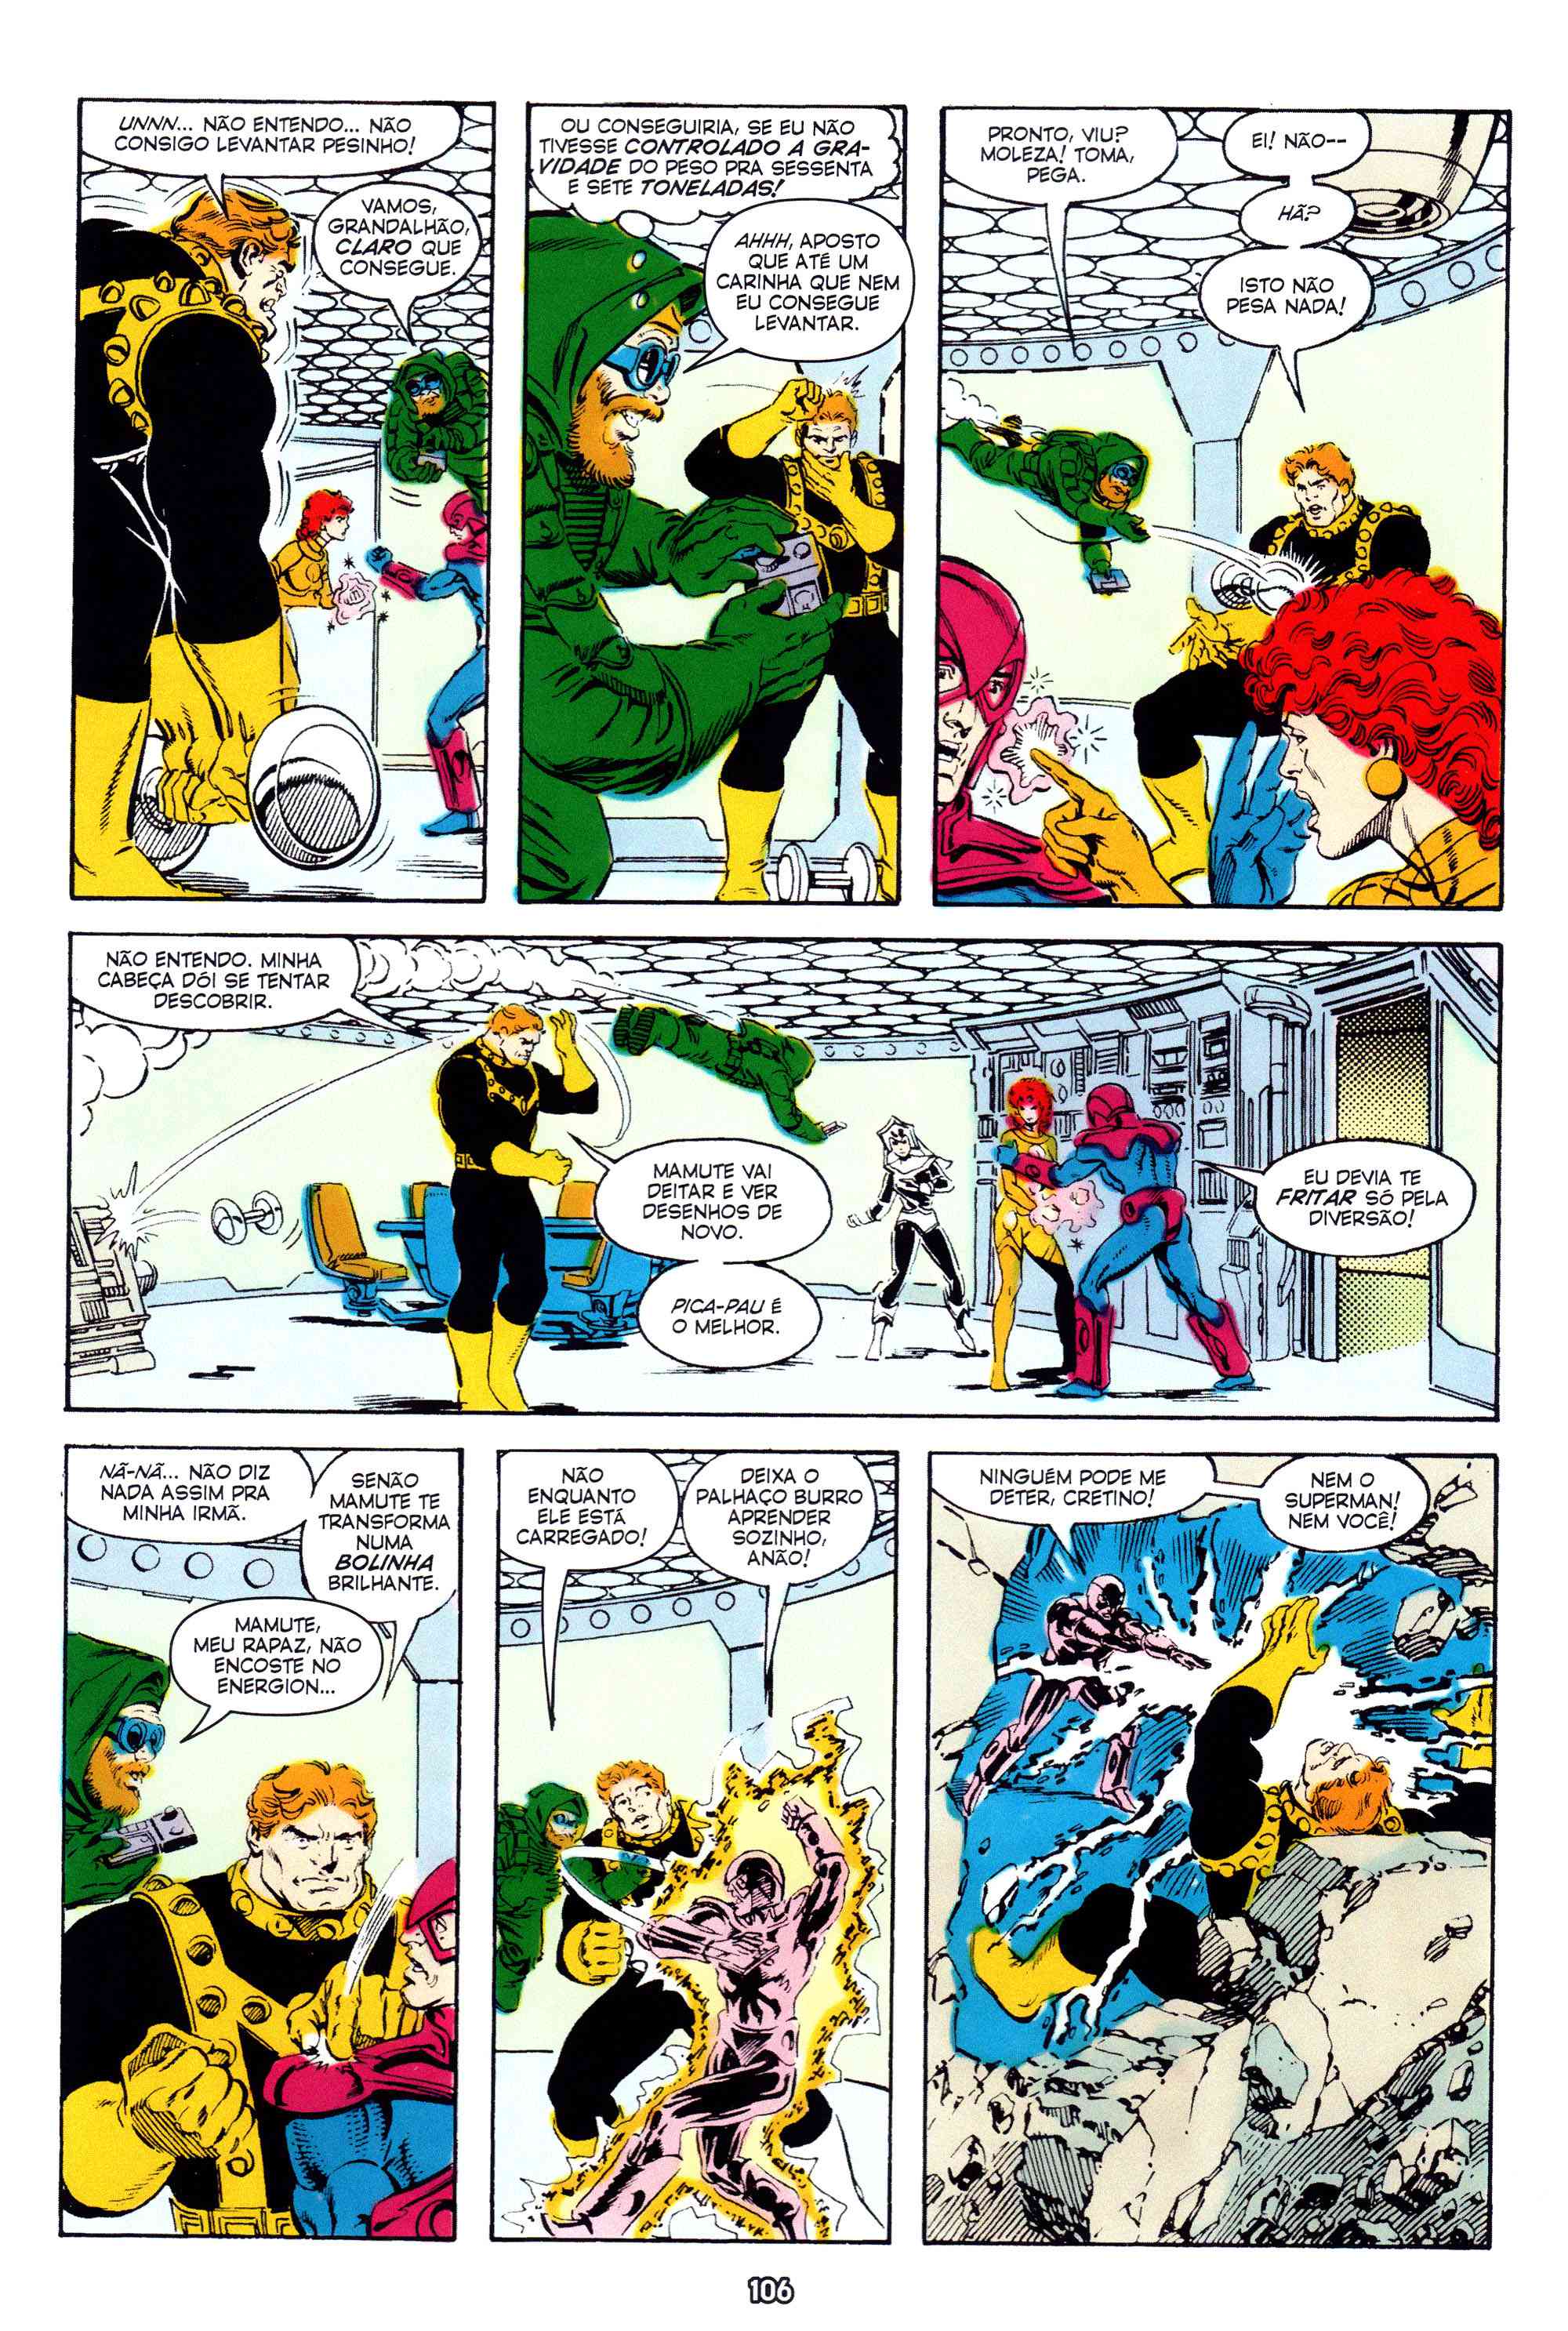 UNNN... NÃO ENTENDO... NÃO
CONSIGO LEVANTAR PESINHO!
VAMOS,
GRANDALHÃO,
CLARO QUE
CONSEGUE.
OU CONSEGUIRIA, SE EU NÃO
TIVESSE CONTROLADO A GRA-
VIDADE DO PESO PRA SESSENTA
E SETE TONELADAS!
AHHH, APOSTO
QUE ATÉ UM
CARINHA QUE NEM
EU CONSEGUE
LEVANTAR.
PRONTO, VIU?
MOLEZA! TOMA,
PEGA.
EI! NÃO--
HÃ?
ISTO NÃO
PESA NADA!
NÃO ENTENDO. MINHA
CABEÇA DÓI SE TENTAR
DESCOBRIR.
MAMUTE VAI
DEITAR E VER
DESENHOS DE
NOVO.
PICA-PAU É
O MELHOR.
EU DEVIA TE
FRITAR SÓ PELA
DIVERSÃO!
NÃ-NÃ... NÃO DIZ
NADA ASSIM PRA
MINHA IRMÃ.
SENÃO
MAMUTE TE
TRANSFORMA
NUMA
BOLINHA
BRILHANTE.
MAMUTE,
MEU RAPAZ, NÃO
ENCOSTE NO
ENERGION...
NÃO
ENQUANTO
ELE ESTÁ
CARREGADO!
DEIXA O
PALHAÇO BURRO
APRENDER
SOZINHO,
ANÃO!
NINGUÉM PODE ME
DETER, CRETINO!
NEM O
SUPERMAN!
NEM VOCÊ!
106